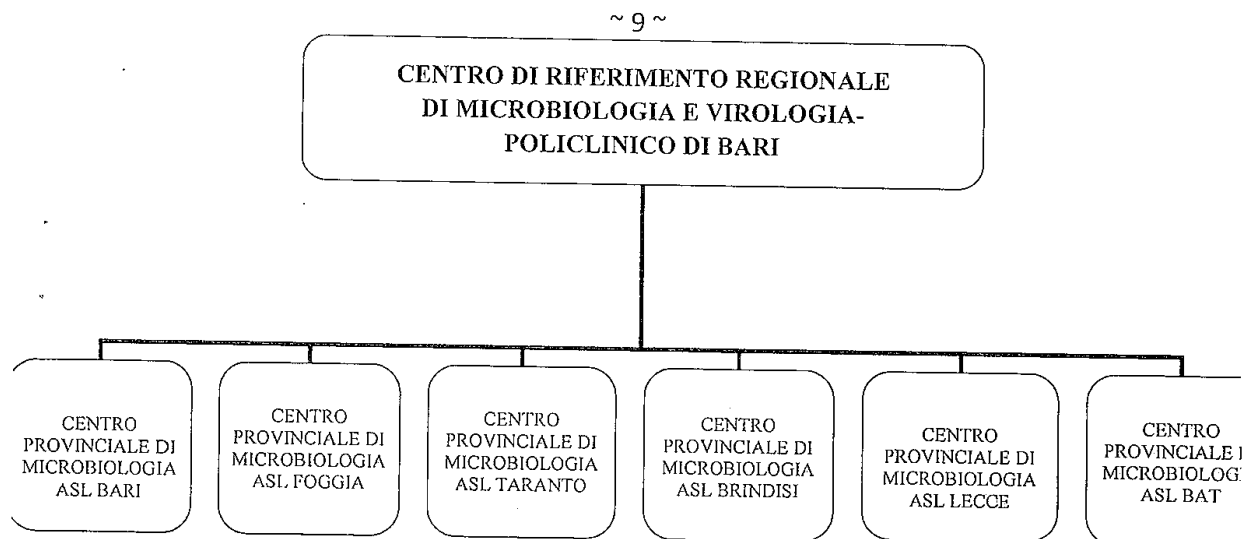 ~ 9 ~
CENTRO DI RIFERIMENTO REGIONALE
DI MICROBIOLOGIA E VIROLOGIA-
POLICLINICO DI BARI
CENTRO
PROVINCIALE DI
MICROBIOLOGIA
ASL BARI
CENTRO
PROVINCIALE DI
MICROBIOLOGIA
ASL FOGGIA
CENTRO
PROVINCIALE DI
MICROBIOLOGIA
ASL TARANTO
CENTRO
PROVINCIALE DI
MICROBIOLOGIA
ASL BRINDISI
CENTRO
PROVINCIALE DI
MICROBIOLOGIA
ASL LECCE
CENTRO
PROVINCIALE
MICROBIOLOG
ASL BAT